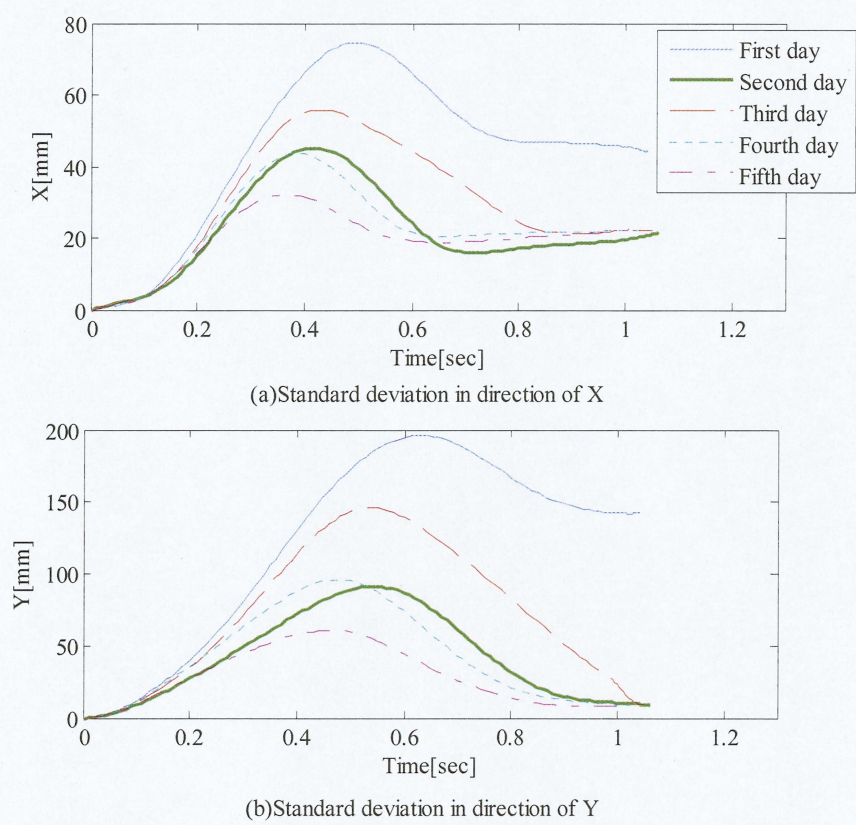 80
60
40
20
0
X[mm]
First day
Second day
Third day
Fourth day
Fifth day
0 0.2 0.4 0.6 0.8 1 1.2
Time[sec]
(a)Standard deviation in direction of X
200
150
100
50
0
Y[mm]
0 0.2 0.4 0.6 0.8 1 1.2
Time[sec]
(b)Standard deviation in direction of Y